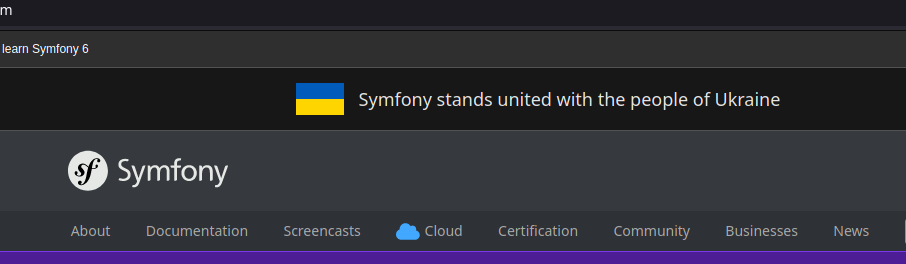 m
learn Symfony 6
Symfony stands united with the people of Ukraine
sf Symfony
About Documentation Screencasts Cloud Certification Community Businesses News